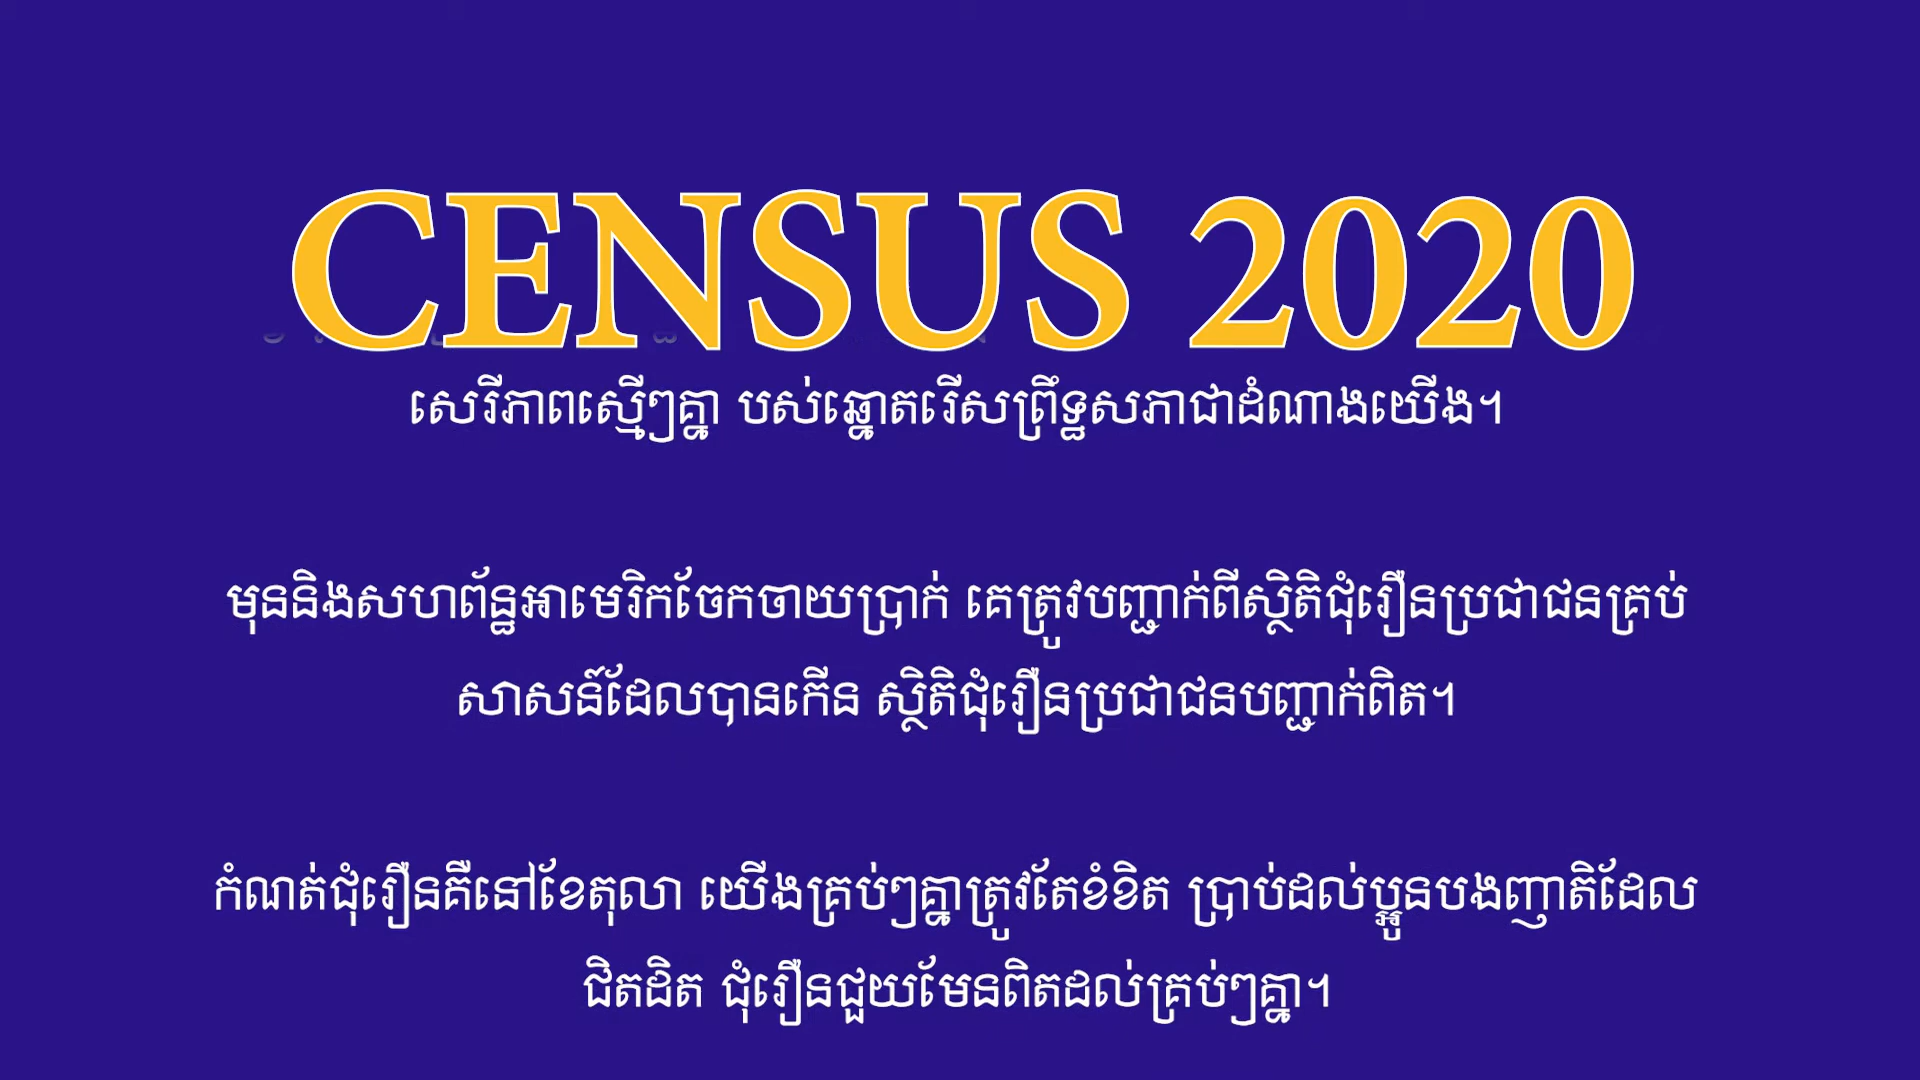 CENSUS 2020
សេរីភាពស្មើៗគ្នា បស់ឆ្នោតរើសព្រឹទ្ធសភាជាដំណាងយើង។
មុននិងសហព័ន្ធអាមេរិកចែកចាយប្រាក់ គេត្រូវបញ្ជាក់ពីស្ថិតិជុំរឿនប្រជាជនគ្រប់
សាសន៍ដែលបានកើន ស្ថិតិជុំរឿនប្រជាជនបញ្ជាក់ពិត។
កំណត់ជុំរឿនគឺនៅខែតុលា យើងគ្រប់ៗគ្នាត្រូវតែខំខិត ប្រាប់ដល់ប្អូនបងញាតិដែល
ជិតដិត ជុំរឿនជួយមែនពិតដល់គ្រប់ៗគ្នា។